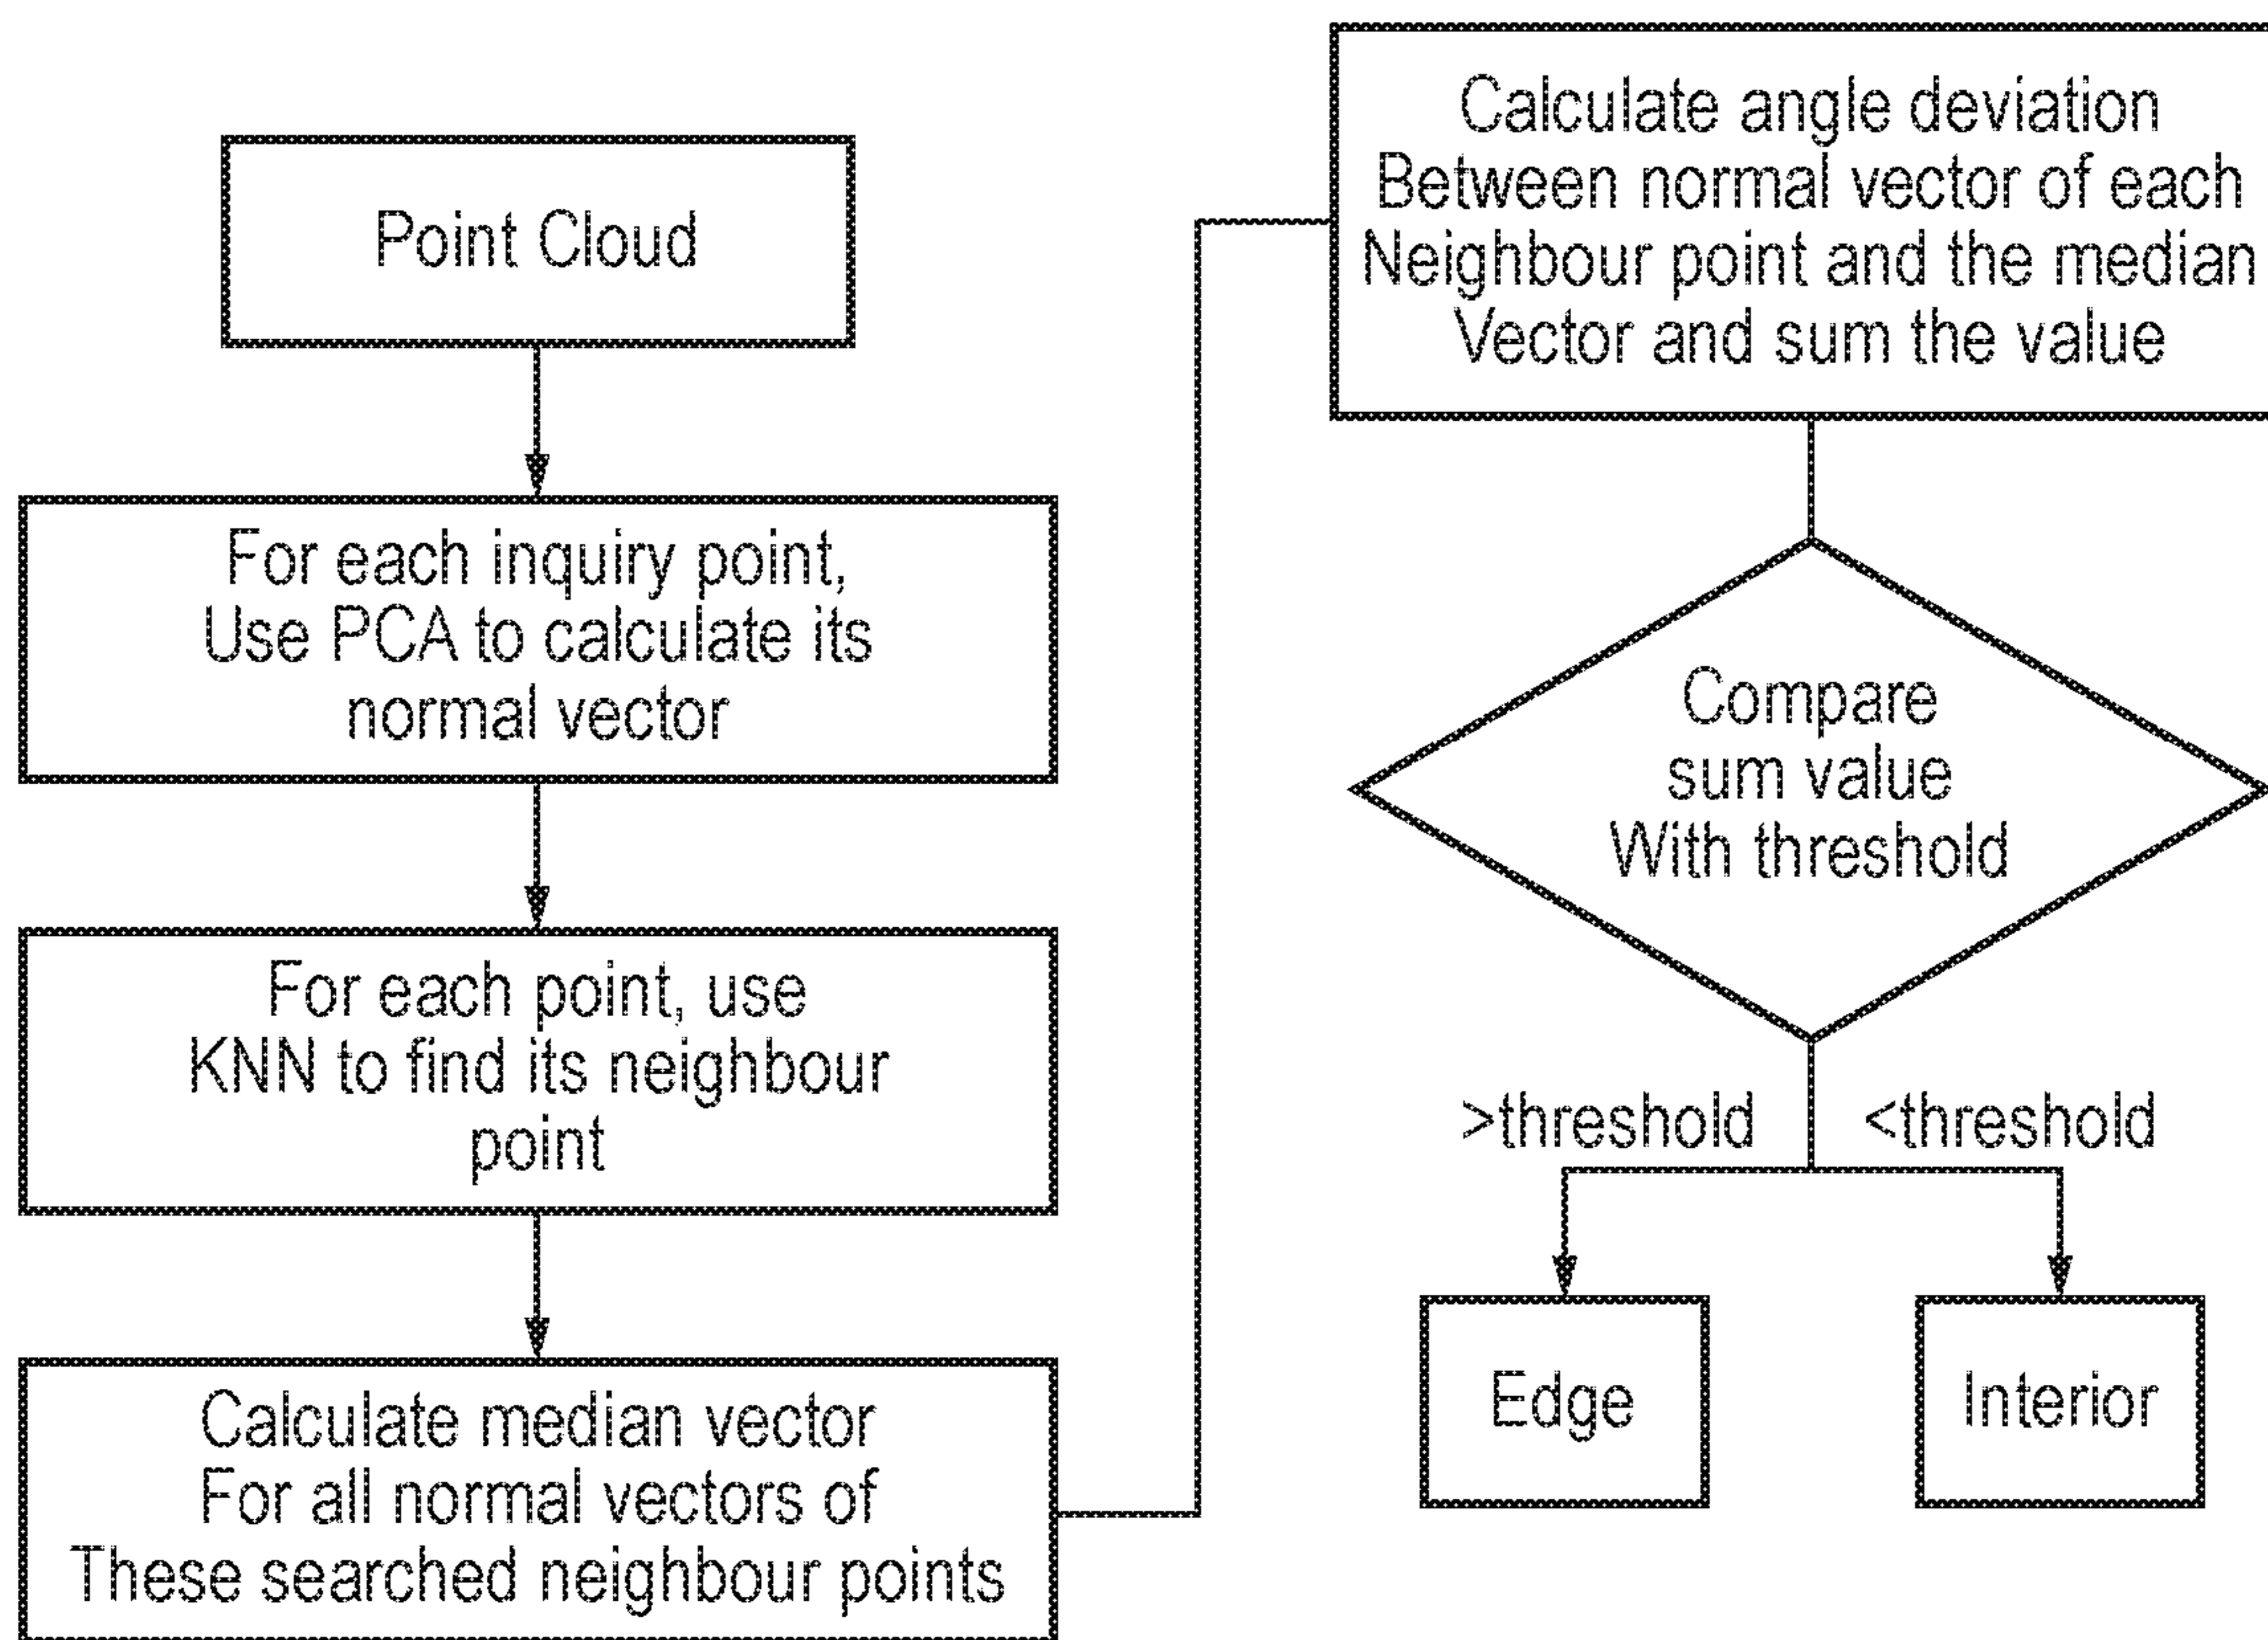 Point Cloud
For each inquiry point,
Use PCA to calculate its
normal vector
For each point, use
KNN to find its neighbour
point
Calculate median vector
For all normal vectors of
These searched neighbour points
Calculate angle deviation
Between normal vector of each
Neighbour point and the median
Vector and sum the value
Compare
sum value
With threshold
>threshold <threshold
Edge
Interior